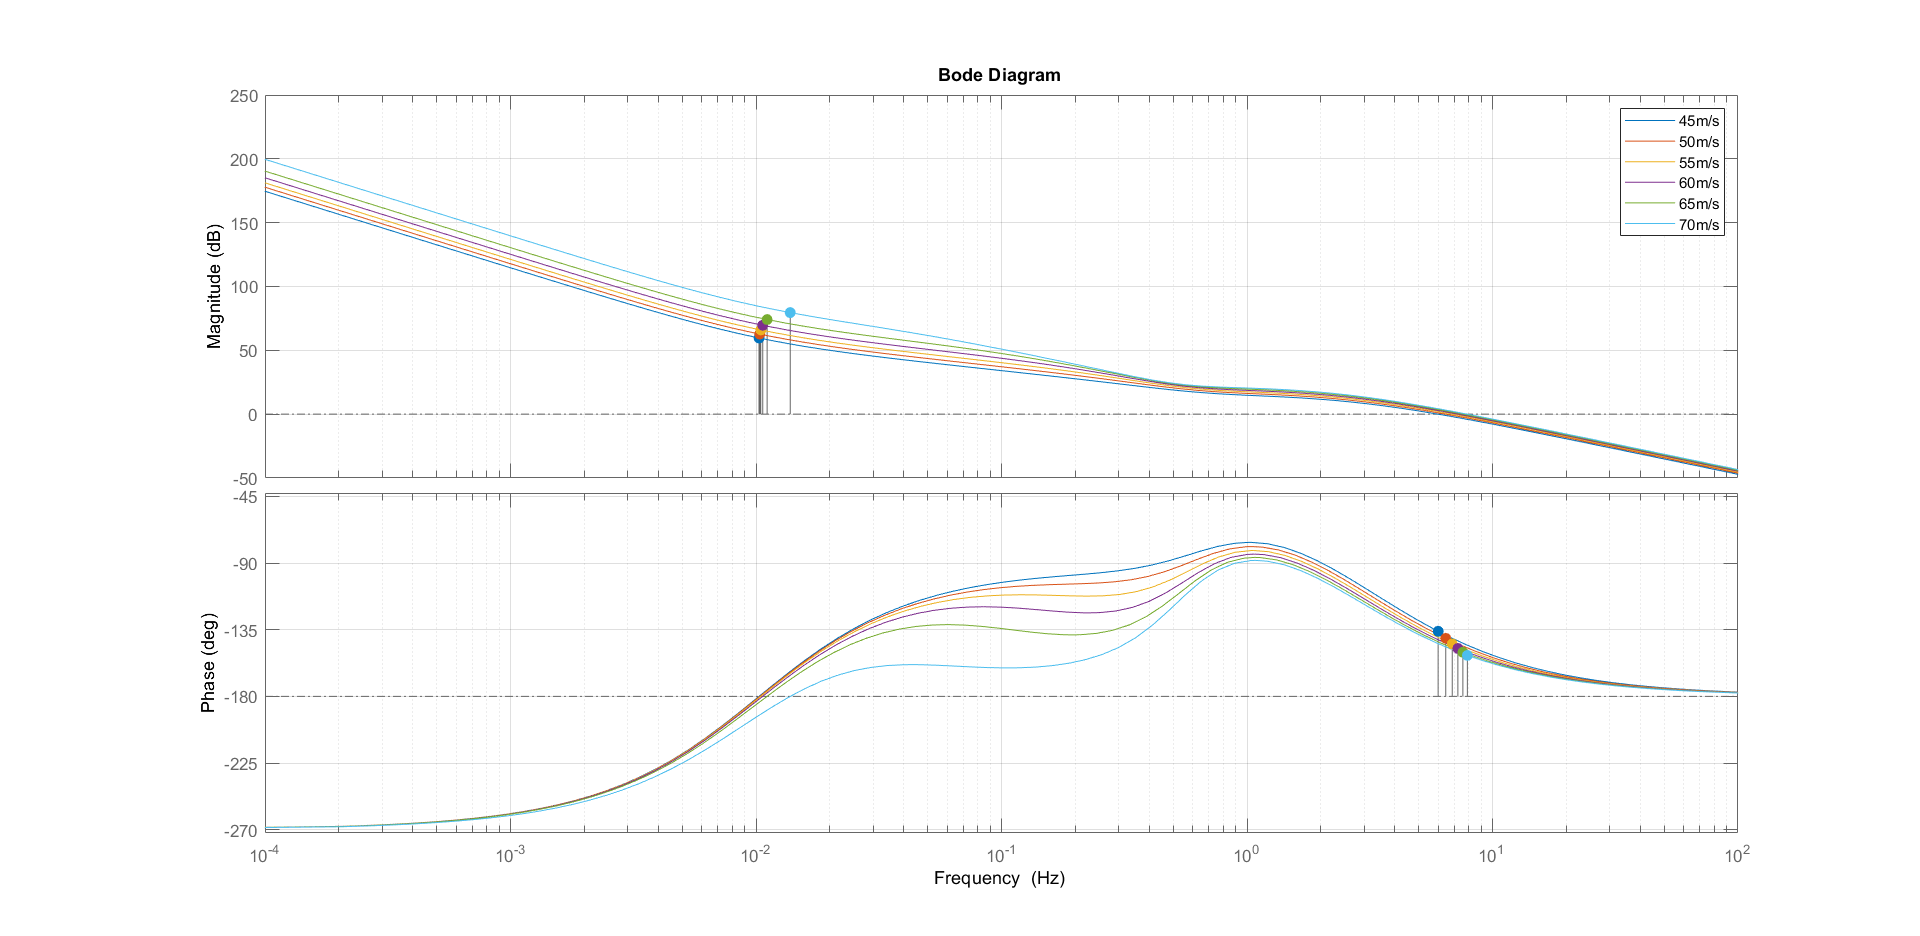 Bode Diagram
250
200
150
100
50
0
-50
Magnitude (dB)
45m/s
50m/s
55m/s
60m/s
65m/s
70m/s
-45
-90
-135
-180
-225
-270
Phase (deg)
10^-4
10^-3
10^-2
10^-1
10^0
10^1
10^2
Frequency (Hz)